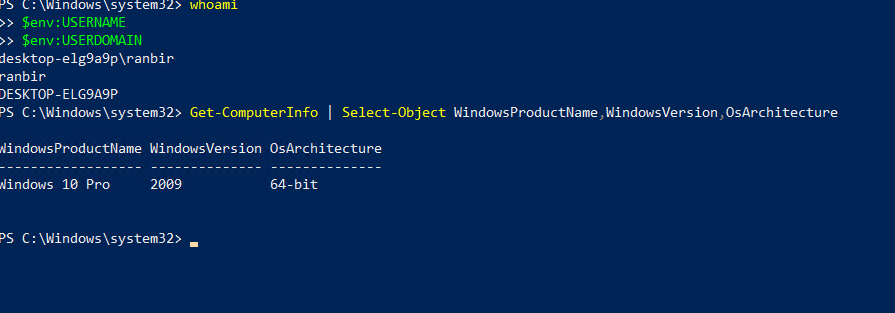 PS C:\Windows\system32> whoami
>> $env:USERNAME
>> $env:USERDOMAIN
desktop-elg9a9p\ranbir
ranbir
DESKTOP-ELG9A9P
PS C:\Windows\system32> Get-ComputerInfo | Select-Object WindowsProductName,WindowsVersion,OsArchitecture
WindowsProductName WindowsVersion OsArchitecture
------------------ -------------- --------------
Windows 10 Pro     2009           64-bit
PS C:\Windows\system32>